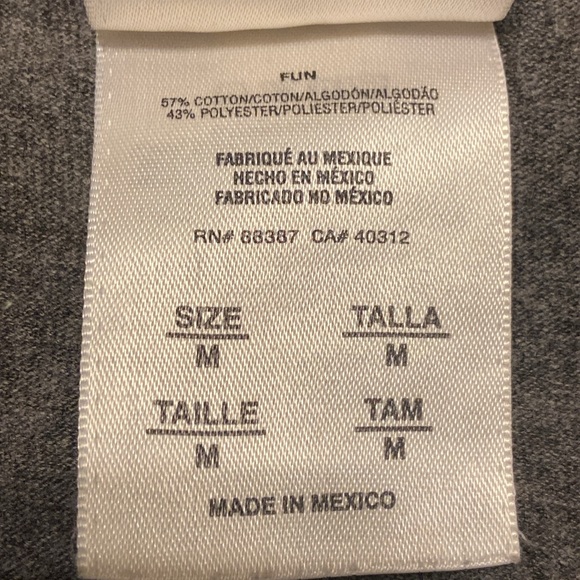 FUN
57% COTTON/COTON/ALGODÓN/ALGODÃO
43% POLYESTER/POLIESTER/POLIÉSTER
FABRIQUÉ AU MEXIQUE
HECHO EN MÉXICO
FABRICADO NO MÉXICO
RN# 88387 CA# 40312
SIZE TALLA
M M
TAILLE TAM
M M
MADE IN MEXICO